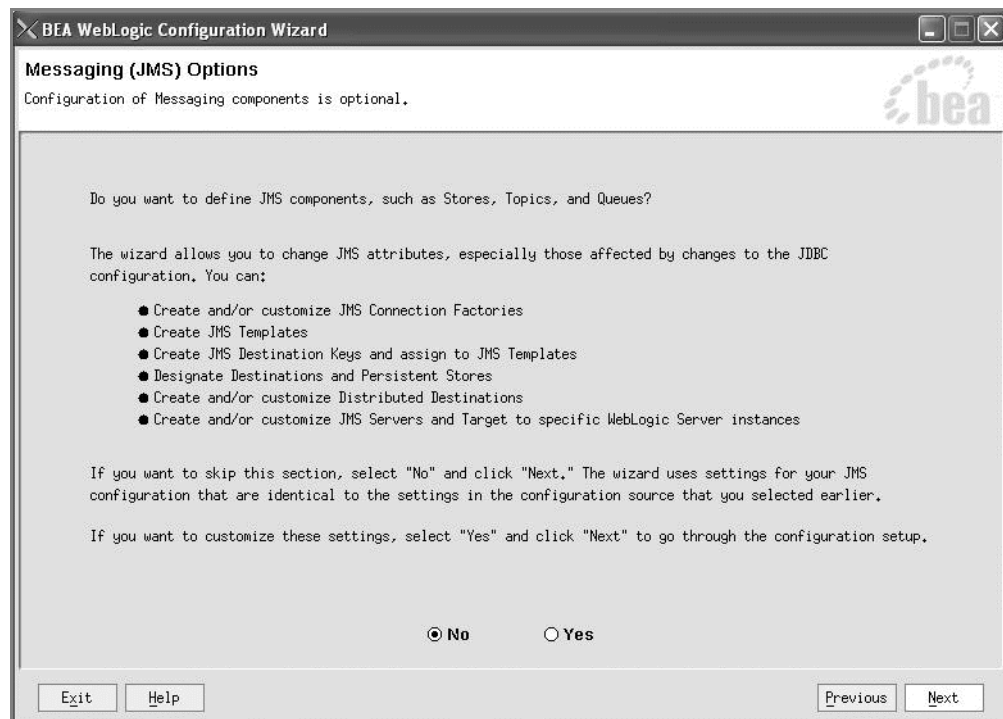 BEA WebLogic Configuration Wizard
Messaging (JMS) Options
Configuration of Messaging components is optional.
bea
Do you want to define JMS components, such as Stores, Topics, and Queues?
The wizard allows you to change JMS attributes, especially those affected by changes to the JDBC
configuration. You can:
Create and/or customize JMS Connection Factories
Create JMS Templates
Create JMS Destination Keys and assign to JMS Templates
Designate Destinations and Persistent Stores
Create and/or customize Distributed Destinations
Create and/or customize JMS Servers and Target to specific WebLogic Server instances
If you want to skip this section, select "No" and click "Next." The wizard uses settings for your JMS
configuration that are identical to the settings in the configuration source that you selected earlier.
If you want to customize these settings, select "Yes" and click "Next" to go through the configuration setup.
No Yes
Exit Help Previous Next